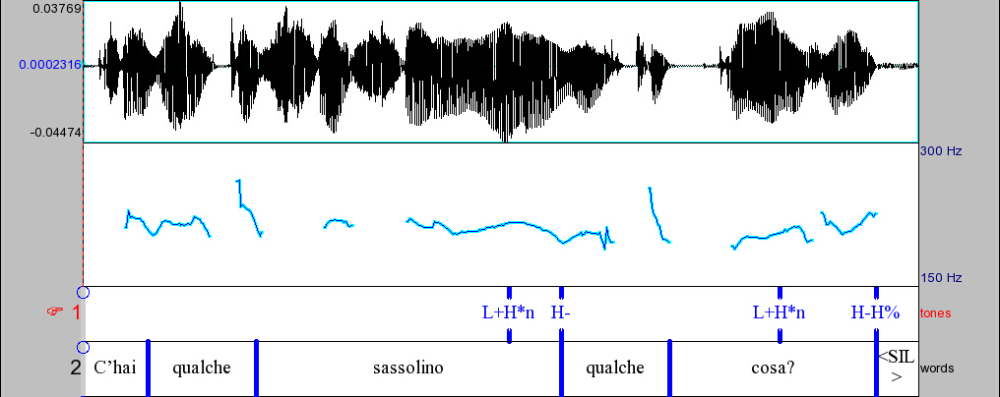 0.03769
0.0002316
-0.04474
300 Hz
150 Hz
☞ 1 L+H*n H- L+H*n H-H% tones
2 C'hai qualche sassolino qualche cosa? <SIL
> words